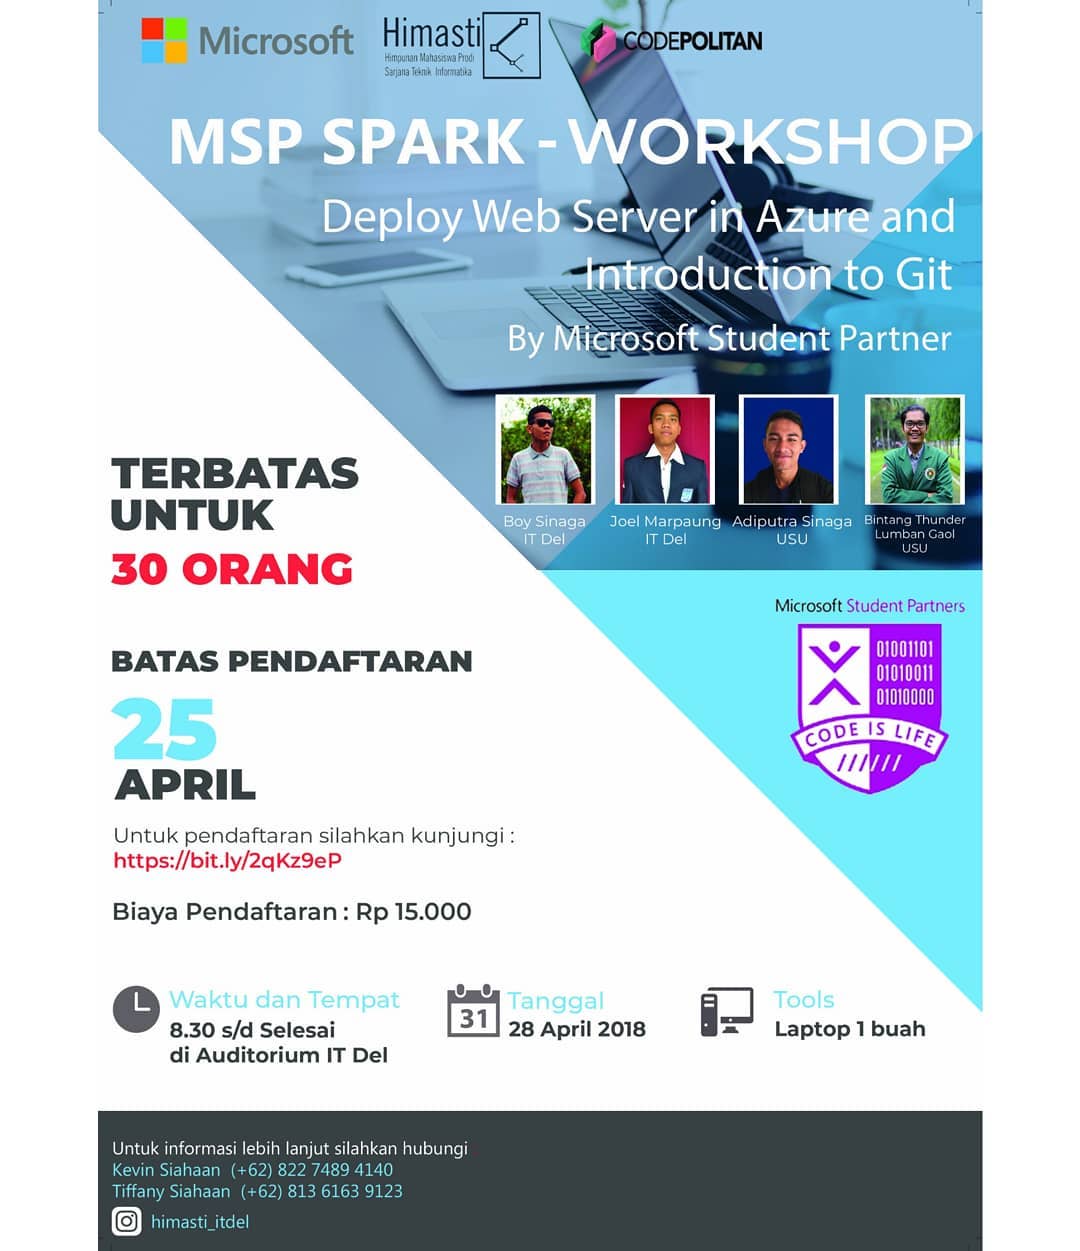 Microsoft
Himasti
Himpunan Mahasiswa Prodi
Sarjana Teknik Informatika
CODEPOLITAN
MSP SPARK - WORKSHOP
Deploy Web Server in Azure and
Introduction to Git
By Microsoft Student Partner
Boy Sinaga
IT Del
Joel Marpaung
IT Del
Adiputra Sinaga
USU
Bintang Thunder
Lumban Gaol
USU
TERBATAS
UNTUK
30 ORANG
Microsoft Student Partners
01001101
01010011
01010000
CODE IS LIFE
//////
BATAS PENDAFTARAN
25
APRIL
Untuk pendaftaran silahkan kunjungi :
https://bit.ly/2qKz9eP
Biaya Pendaftaran : Rp 15.000
Waktu dan Tempat
8.30 s/d Selesai
di Auditorium IT Del
31
Tanggal
28 April 2018
Tools
Laptop 1 buah
Untuk informasi lebih lanjut silahkan hubungi
Kevin Siahaan (+62) 822 7489 4140
Tiffany Siahaan (+62) 813 6163 9123
himasti_itdel